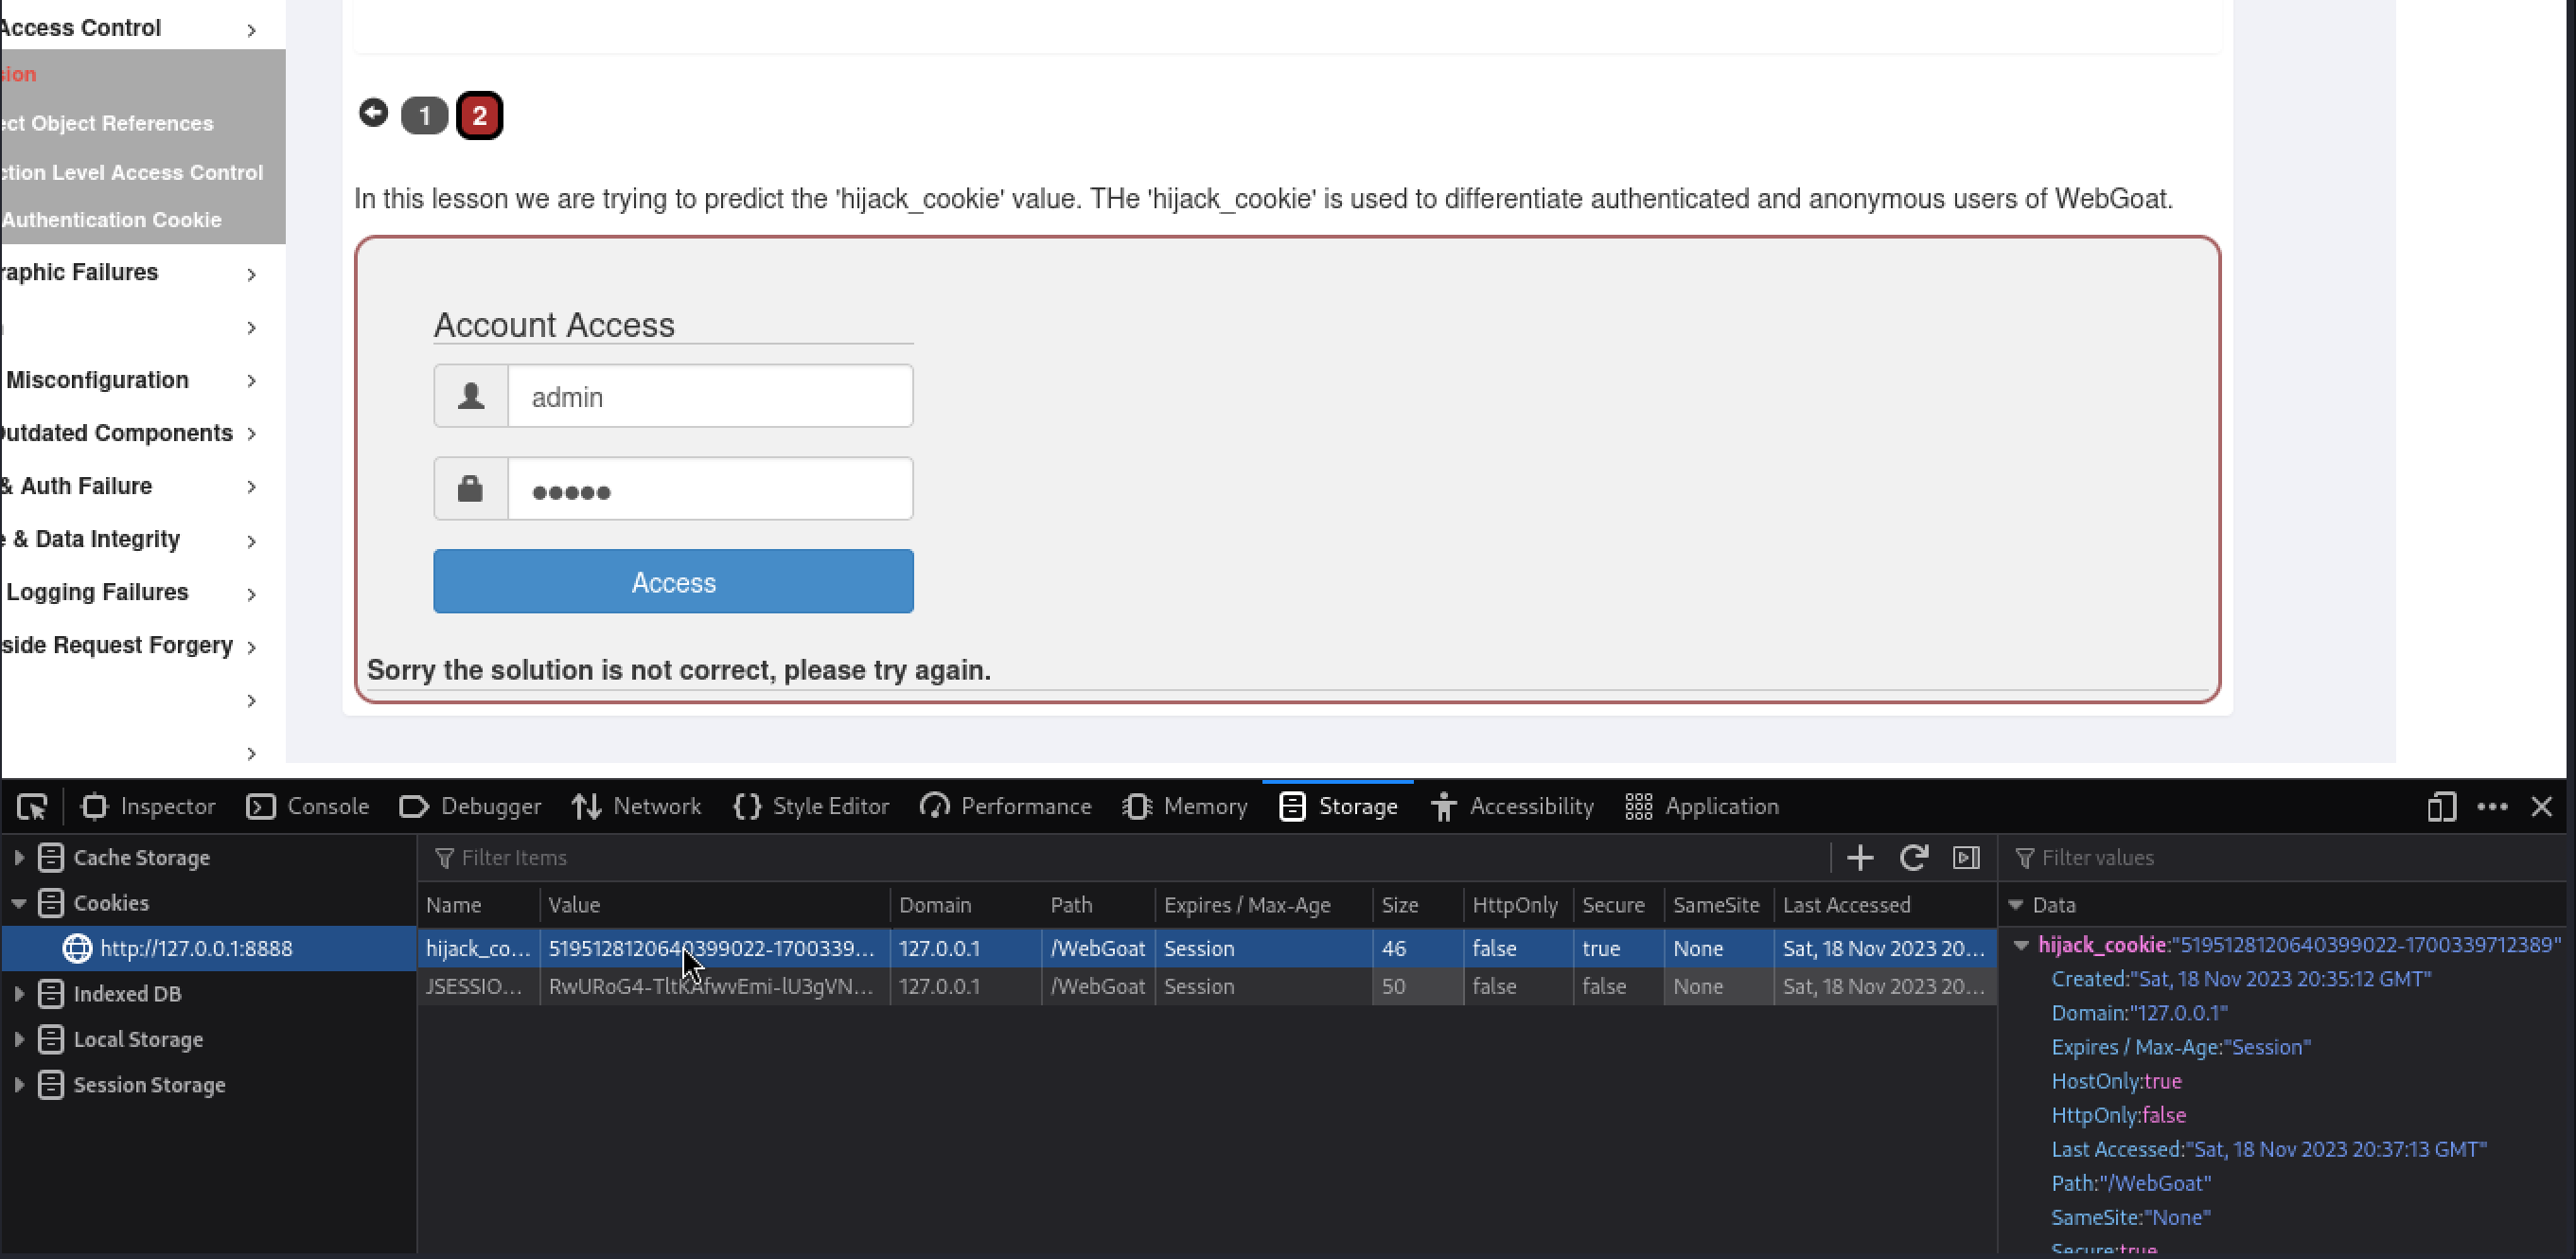 Access Control
sion
ect Object References
ction Level Access Control
Authentication Cookie
raphic Failures
Misconfiguration
Outdated Components
& Auth Failure
e & Data Integrity
Logging Failures
side Request Forgery
1 2
In this lesson we are trying to predict the 'hijack_cookie' value. THe 'hijack_cookie' is used to differentiate authenticated and anonymous users of WebGoat.
Account Access
admin
●●●●●
Access
Sorry the solution is not correct, please try again.
Inspector Console Debugger Network Style Editor Performance Memory Storage Accessibility Application
Cache Storage
Cookies
http://127.0.0.1:8888
Indexed DB
Local Storage
Session Storage
Filter Items
Name Value Domain Path Expires / Max-Age Size HttpOnly Secure SameSite Last Accessed
hijack_co... 5195128120640399022-1700339... 127.0.0.1 /WebGoat Session 46 false true None Sat, 18 Nov 2023 20...
JSESSIO... RwURoG4-TltKAfwvEmi-lU3gVN... 127.0.0.1 /WebGoat Session 50 false false None Sat, 18 Nov 2023 20...
Filter values
Data
hijack_cookie:"5195128120640399022-1700339712389"
Created:"Sat, 18 Nov 2023 20:35:12 GMT"
Domain:"127.0.0.1"
Expires / Max-Age:"Session"
HostOnly:true
HttpOnly:false
Last Accessed:"Sat, 18 Nov 2023 20:37:13 GMT"
Path:"/WebGoat"
SameSite:"None"
Secure:true